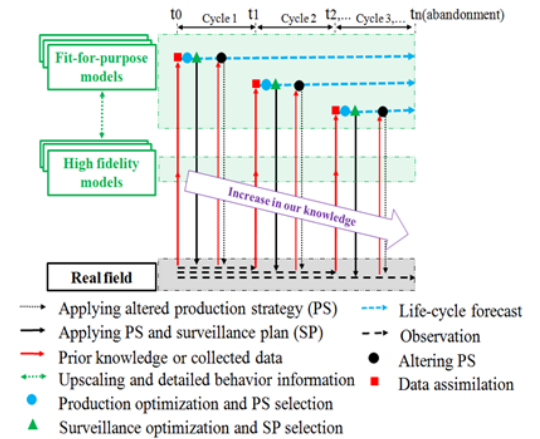 t0 t1 t2,... tn(abandonment)
Cycle 1 Cycle 2 Cycle 3,...
Fit-for-purpose
models
High fidelity
models
Increase in our knowledge
Real field
Applying altered production strategy (PS)
Applying PS and surveillance plan (SP)
Prior knowledge or collected data
Upscaling and detailed behavior information
Production optimization and PS selection
Surveillance optimization and SP selection
Life-cycle forecast
Observation
Altering PS
Data assimilation